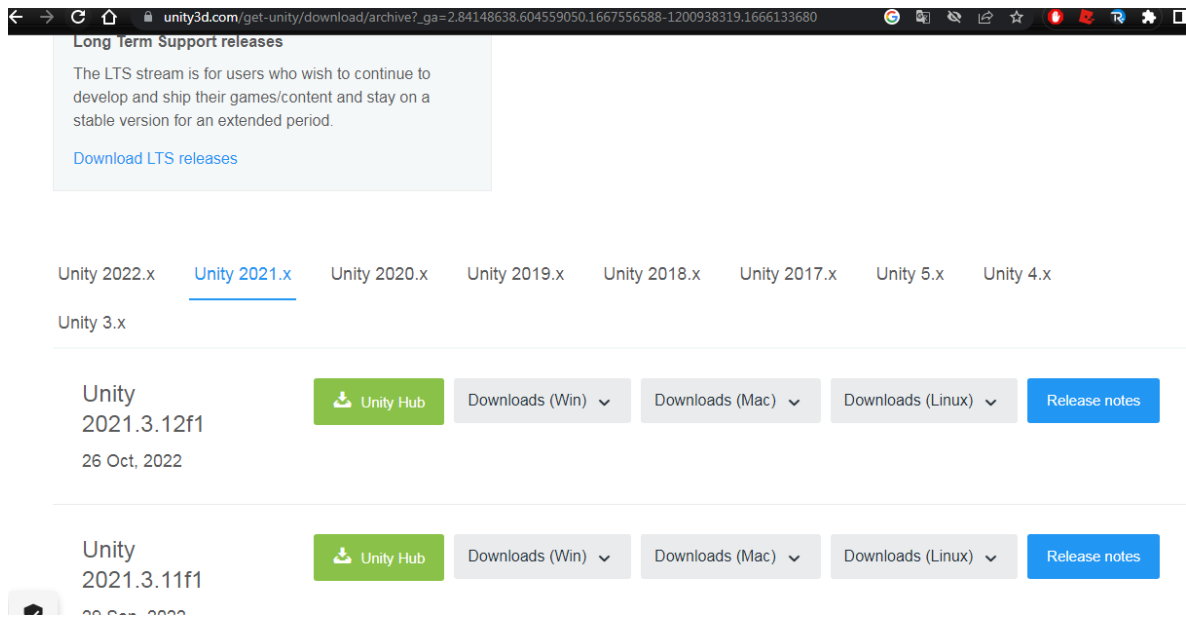 unity3d.com/get-unity/download/archive?_ga=2.84148638.604559050.1667556588-1200938319.1666133680
Long Term Support releases
The LTS stream is for users who wish to continue to
develop and ship their games/content and stay on a
stable version for an extended period.
Download LTS releases
Unity 2022.x Unity 2021.x Unity 2020.x Unity 2019.x Unity 2018.x Unity 2017.x Unity 5.x Unity 4.x
Unity 3.x
Unity
2021.3.12f1
26 Oct, 2022
Unity Hub Downloads (Win) Downloads (Mac) Downloads (Linux) Release notes
Unity
2021.3.11f1
Unity Hub Downloads (Win) Downloads (Mac) Downloads (Linux) Release notes